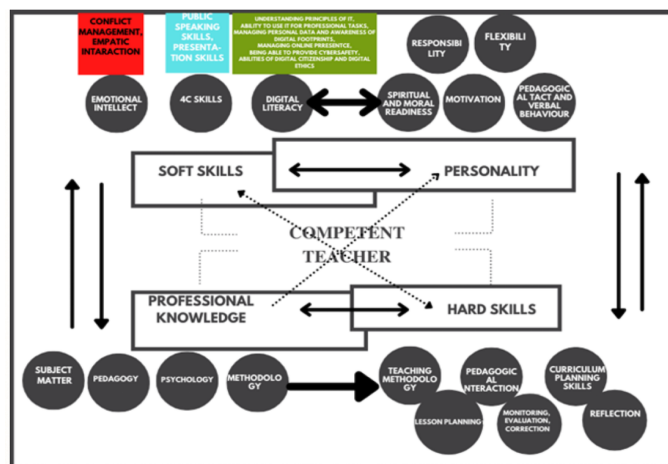 CONFLICT
MANAGEMENT,
EMPATIC
INTARACTION
PUBLIC
SPEAKING
SKILLS,
PRESENTA-
TION SKILLS
UNDERSTANDING PRINCIPLES OF IT,
ABILITY TO USE IT FOR PROFESSIONAL TASKS,
MANAGING PERSONAL DATA AND AWARENESS OF
DIGITAL FOOTPRINTS,
MANAGING ONLINE PRESENTCE,
BEING ABLE TO PROVIDE CYBERSAFETY,
ABILITIES OF DIGITAL CITIZENSHIP AND DIGITAL
ETHICS
RESPONSIBI
LITY
FLEXIBILI
TY
EMOTIONAL
INTELLECT
4C SKILLS
DIGITAL
LITERACY
SPIRITUAL
AND MORAL
READINESS
MOTIVATION
PEDAGOGIC
AL TACT AND
VERBAL
BEHAVIOUR
SOFT SKILLS
PERSONALITY
COMPETENT
TEACHER
PROFESSIONAL
KNOWLEDGE
HARD SKILLS
SUBJECT
MATTER
PEDAGOGY
PSYCHOLOGY
METHODOLO
GY
TEACHING
METHODOLO
GY
PEDAGOGIC
AL INTERACTION
CURRICULUM
PLANNING
SKILLS
LESSON PLANNING
MONITORING,
EVALUATION,
CORRECTION
REFLECTION